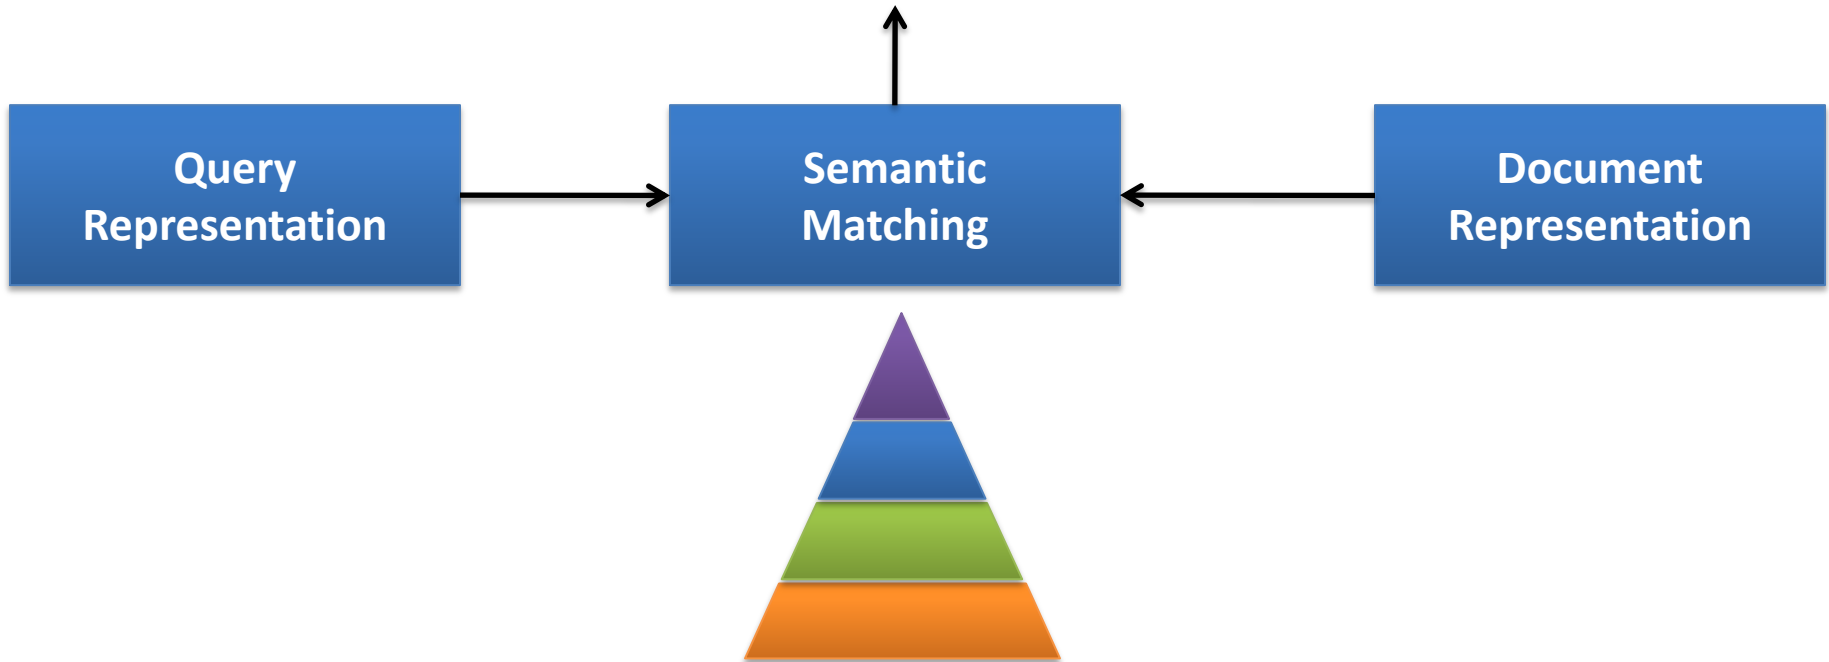 Query
Representation
Semantic
Matching
Document
Representation